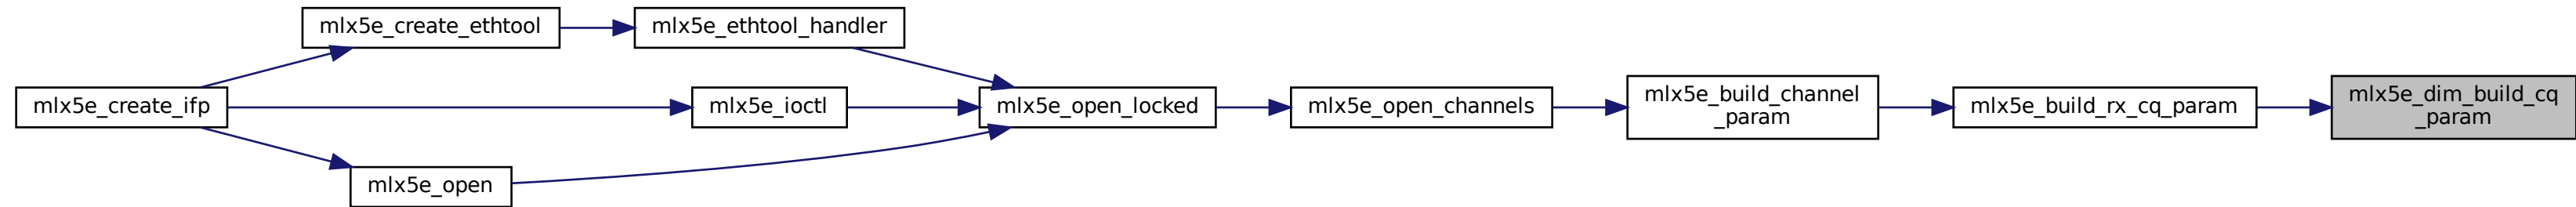 mlx5e_create_ifp
mlx5e_create_ethtool
mlx5e_ethtool_handler
mlx5e_ioctl
mlx5e_open
mlx5e_open_locked
mlx5e_open_channels
mlx5e_build_channel
_param
mlx5e_build_rx_cq_param
mlx5e_dim_build_cq
_param